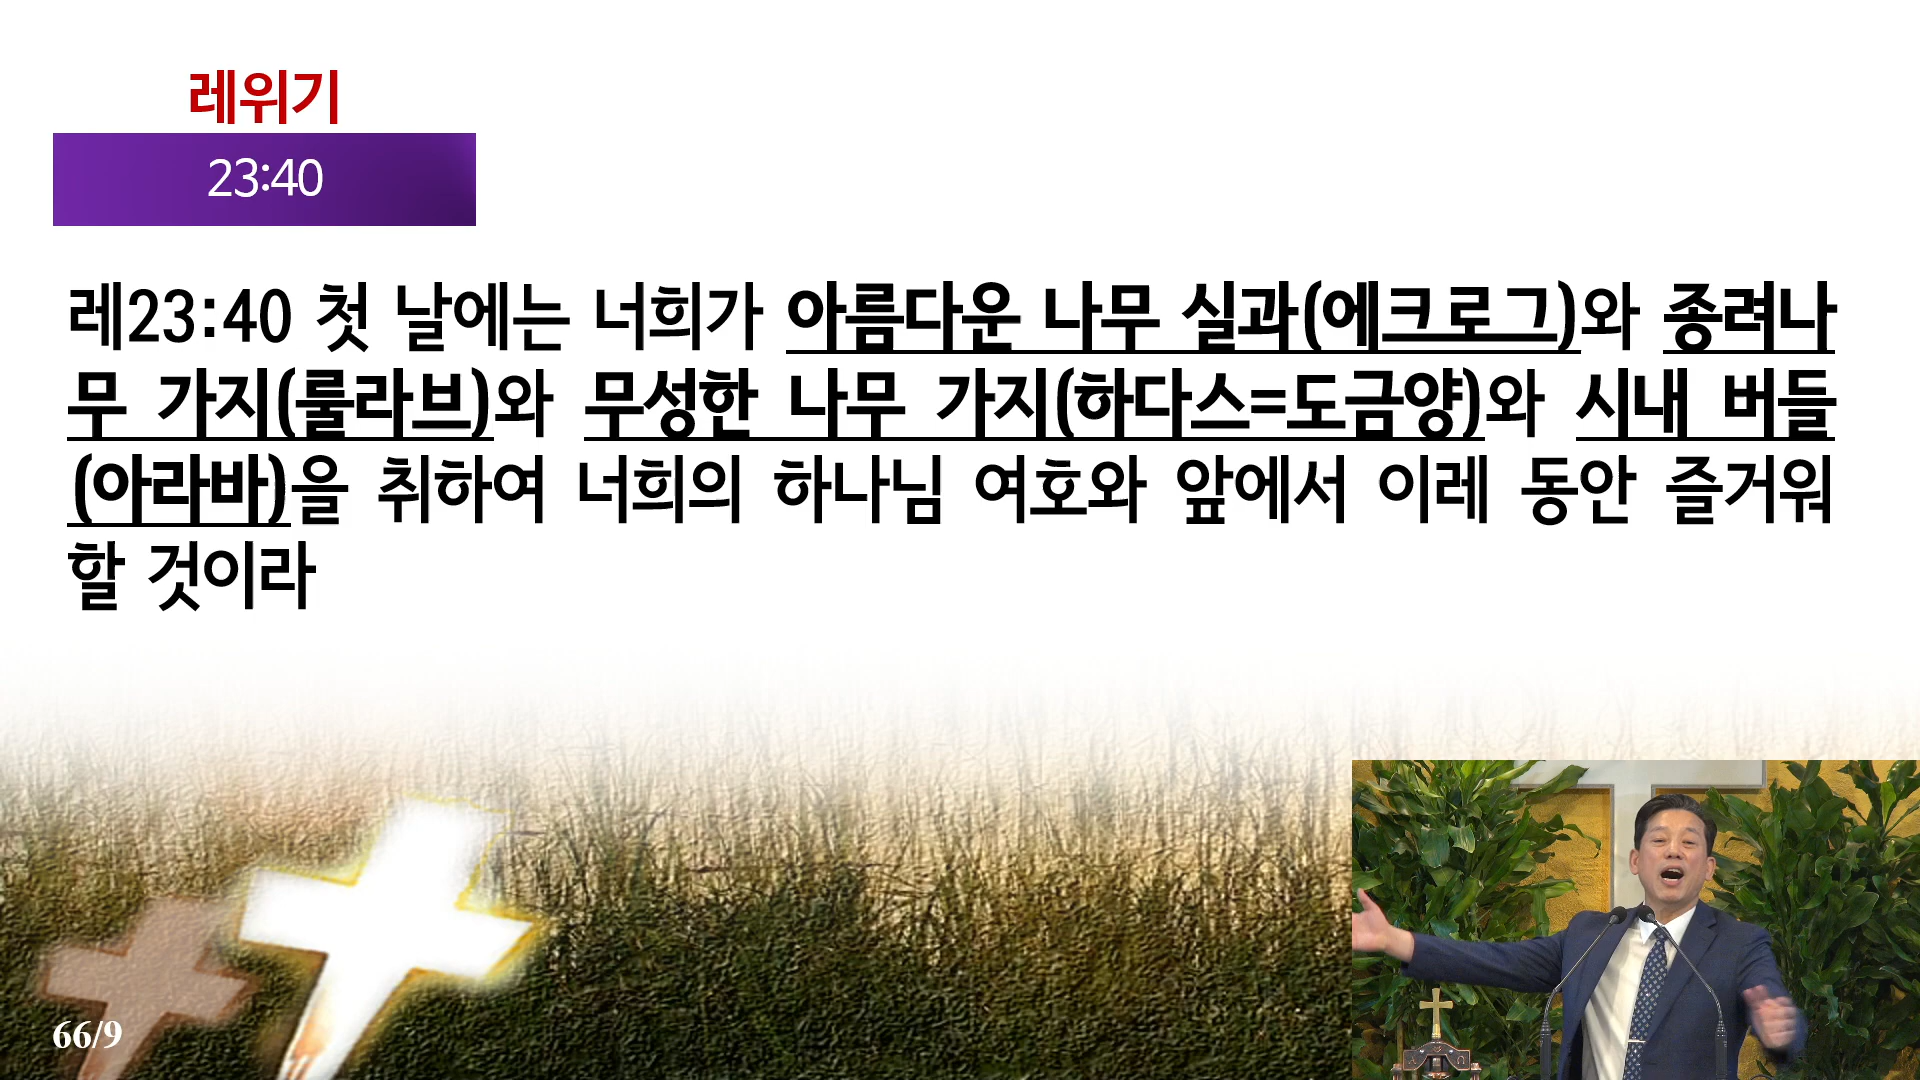 레위기
23:40
레23:40 첫 날에는 너희가 아름다운 나무 실과(에크로그)와 종려나
무 가지(룰라브)와 무성한 나무 가지(하다스=도금양)와 시내 버들
(아라바)을 취하여 너희의 하나님 여호와 앞에서 이레 동안 즐거워
할 것이라
66/9
Α Ω